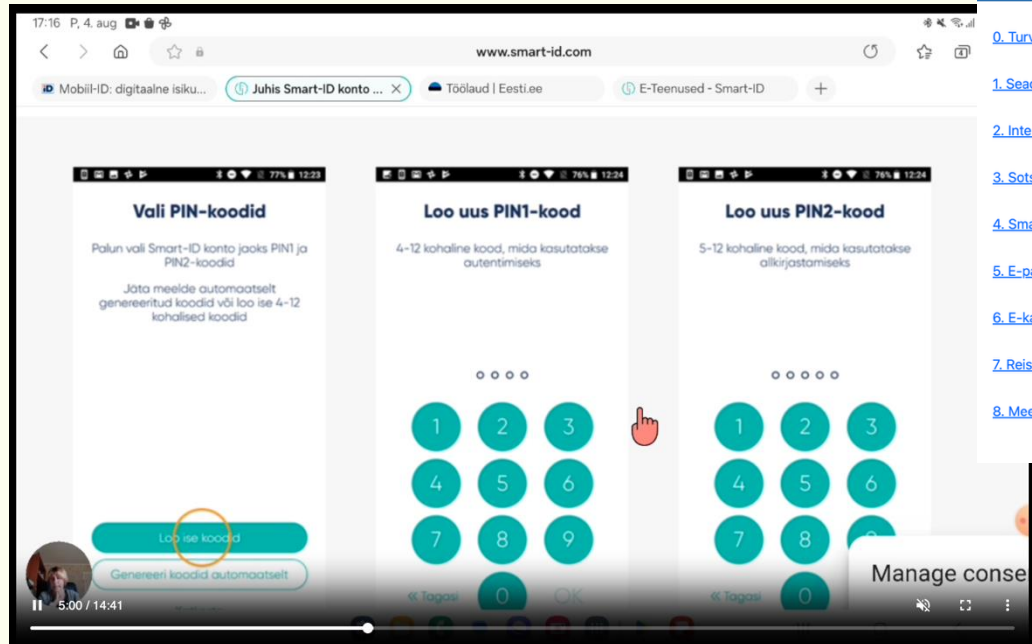 17:16 P, 4. aug
www.smart-id.com
Mobiil-ID: digitaalne isiku...
Juhis Smart-ID konto ...
Töölaud | Eesti.ee
E-Teenused - Smart-ID
77% 12:23
Vali PIN-koodid
Palun vali Smart-ID konto jaoks PIN1 ja
PIN2-koodid
Jäta meelde automaatselt
genereeritud koodid või loo ise 4-12
kohalised koodid
Loo ise koodid
Genereeri koodid automaatselt
76% 12:24
Loo uus PIN1-kood
4-12 kohaline kood, mida kasutatakse
autentimiseks
1 2 3
4 5 6
7 8 9
« Tagasi 0 OK
76% 12:24
Loo uus PIN2-kood
5-12 kohaline kood, mida kasutatakse
allkirjastamiseks
1 2 3
4 5 6
7 8
« Tagasi 0
0. Turv
1. Sead
2. Inte
3. Sots
4. Sma
5. E-pa
6. E-ka
7. Reis
8. Mee
Manage conse
5:00 / 14:41